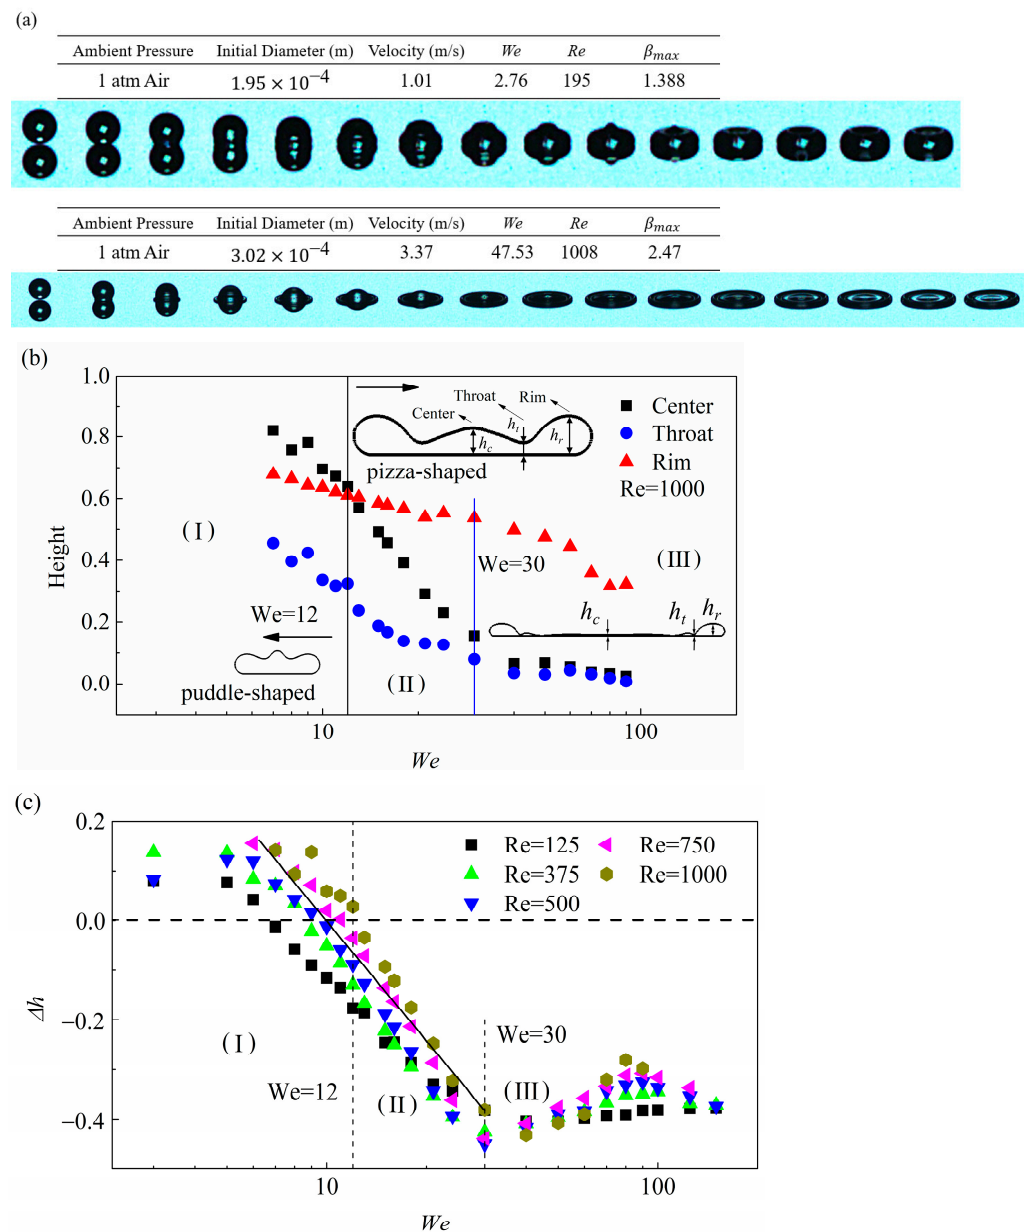 (a)
Ambient Pressure Initial Diameter (m) Velocity (m/s) We Re βmax
1 atm Air 1.95 × 10⁻⁴ 1.01 2.76 195 1.388
Ambient Pressure Initial Diameter (m) Velocity (m/s) We Re βmax
1 atm Air 3.02 × 10⁻⁴ 3.37 47.53 1008 2.47
(b)
1.0
0.8
0.6
0.4
0.2
0.0
Height
Center
Throat
Rim
hc
ht
hr
pizza-shaped
Center
Throat
Rim
Re=1000
(I)
We=30
(III)
We=12
hc
ht
hr
puddle-shaped
(II)
10
100
We
(c)
0.2
0.0
−0.2
−0.4
Δh
Re=125
Re=750
Re=375
Re=1000
Re=500
(I)
We=30
We=12
(II)
(III)
10
100
We